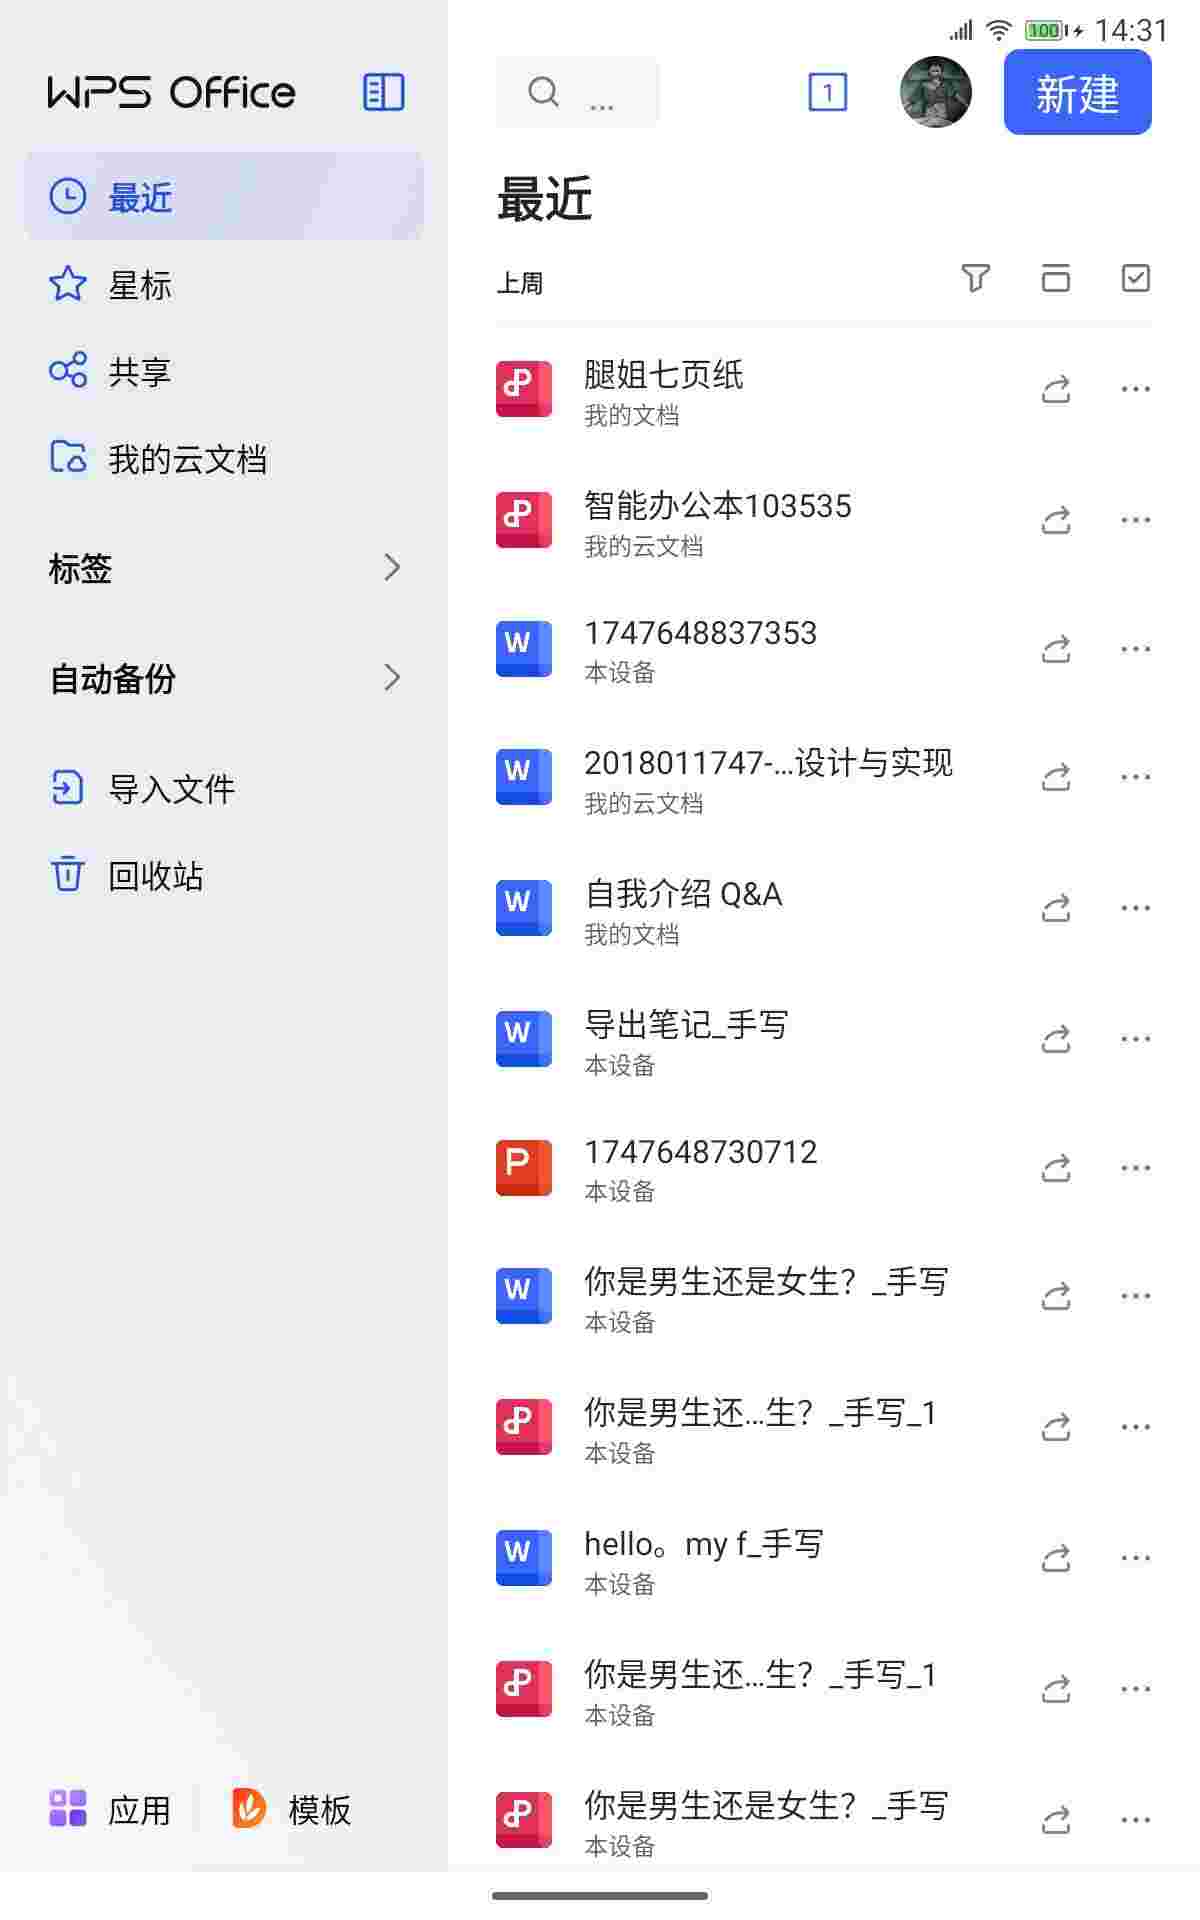 100 14:31
WPS Office
... 1 新建
最近
星标
共享
我的云文档
标签
自动备份
导入文件
回收站
应用 模板
最近
上周
腿姐七页纸
我的文档
智能办公本103535
我的云文档
1747648837353
本设备
2018011747-...设计与实现
我的云文档
自我介绍 Q&A
我的文档
导出笔记_手写
本设备
1747648730712
本设备
你是男生还是女生？_手写
本设备
你是男生还...生？_手写_1
本设备
hello。my f_手写
本设备
你是男生还...生？_手写_1
本设备
你是男生还是女生？_手写
本设备